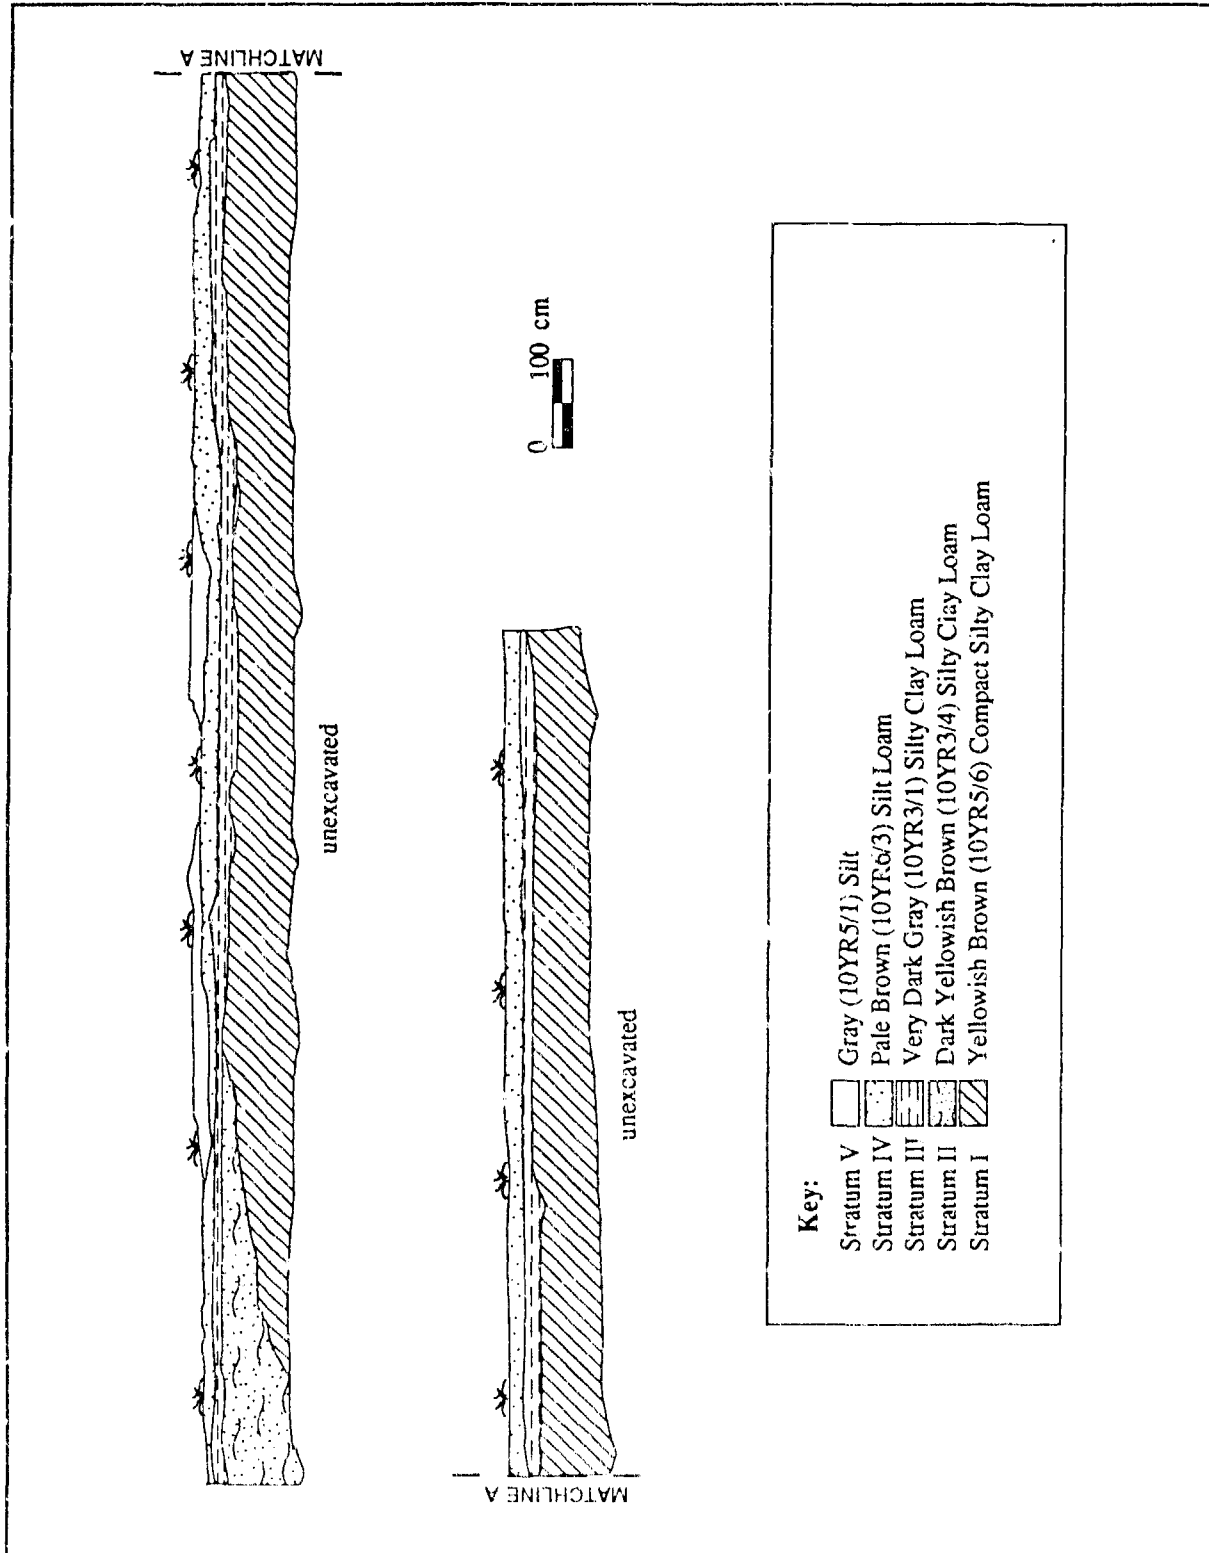 MATCHLINE A
unexcavated
MATCHLINE A
unexcavated
0 100 cm
Key:
Stratum V Gray (10YR5/1) Silt
Stratum IV Pale Brown (10YR6/3) Silt Loam
Stratum III Very Dark Gray (10YR3/1) Silty Clay Loam
Stratum II Dark Yellowish Brown (10YR3/4) Silty Clay Loam
Stratum I Yellowish Brown (10YR5/6) Compact Silty Clay Loam